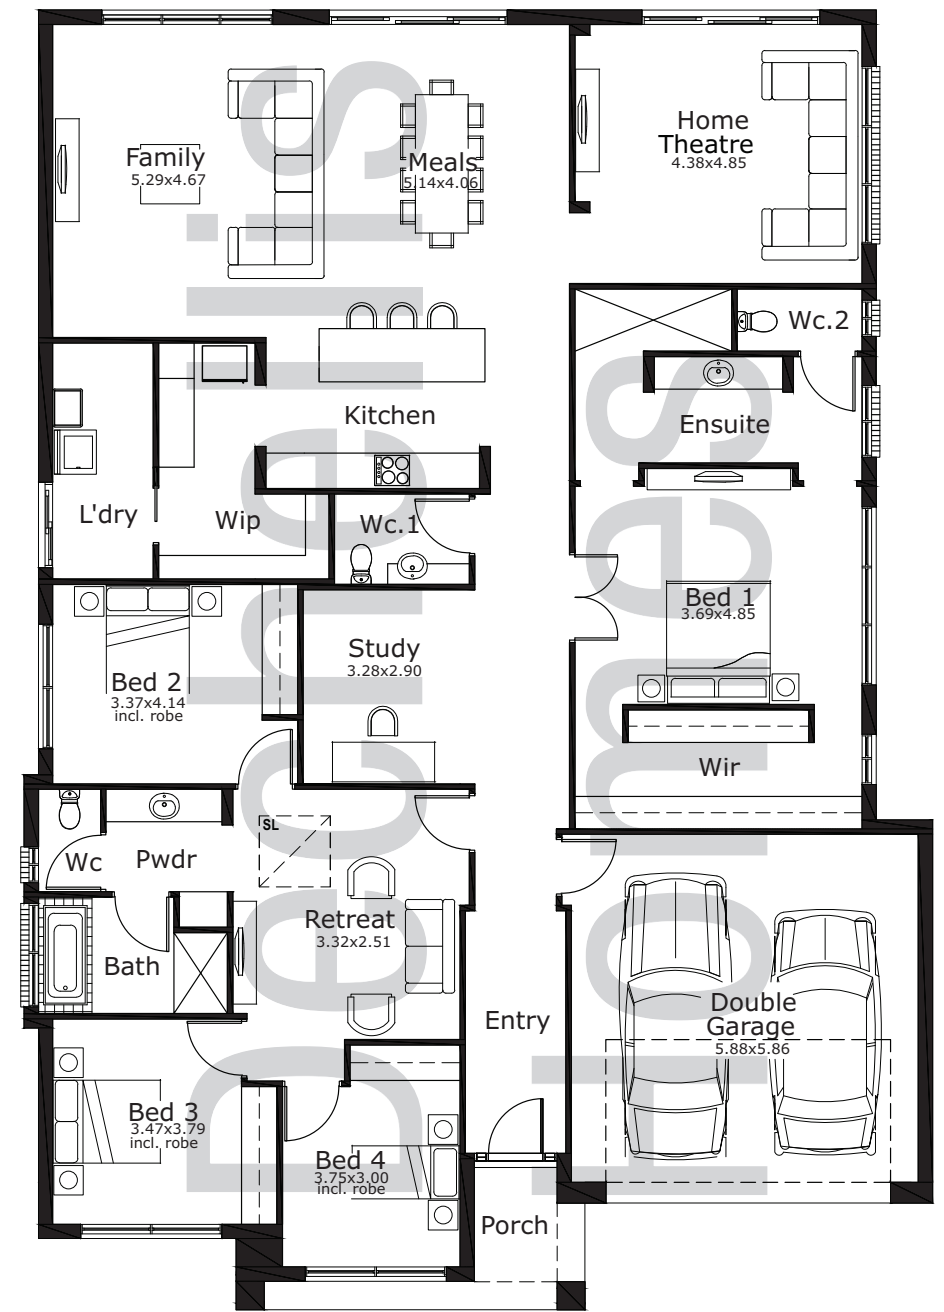 Family
5.29x4.67
Meals
5.14x4.06
Home
Theatre
4.38x4.85
Wc.2
Kitchen
Ensuite
L'dry
Wip
Wc.1
Bed 1
3.69x4.85
Study
3.28x2.90
Bed 2
3.37x4.14
incl. robe
Wir
SL
Wc
Pwdr
Retreat
3.32x2.51
Bath
Entry
Double
Garage
5.88x5.86
Bed 3
3.47x3.79
incl. robe
Bed 4
3.75x3.00
incl. robe
Porch
Dechellis
Homes